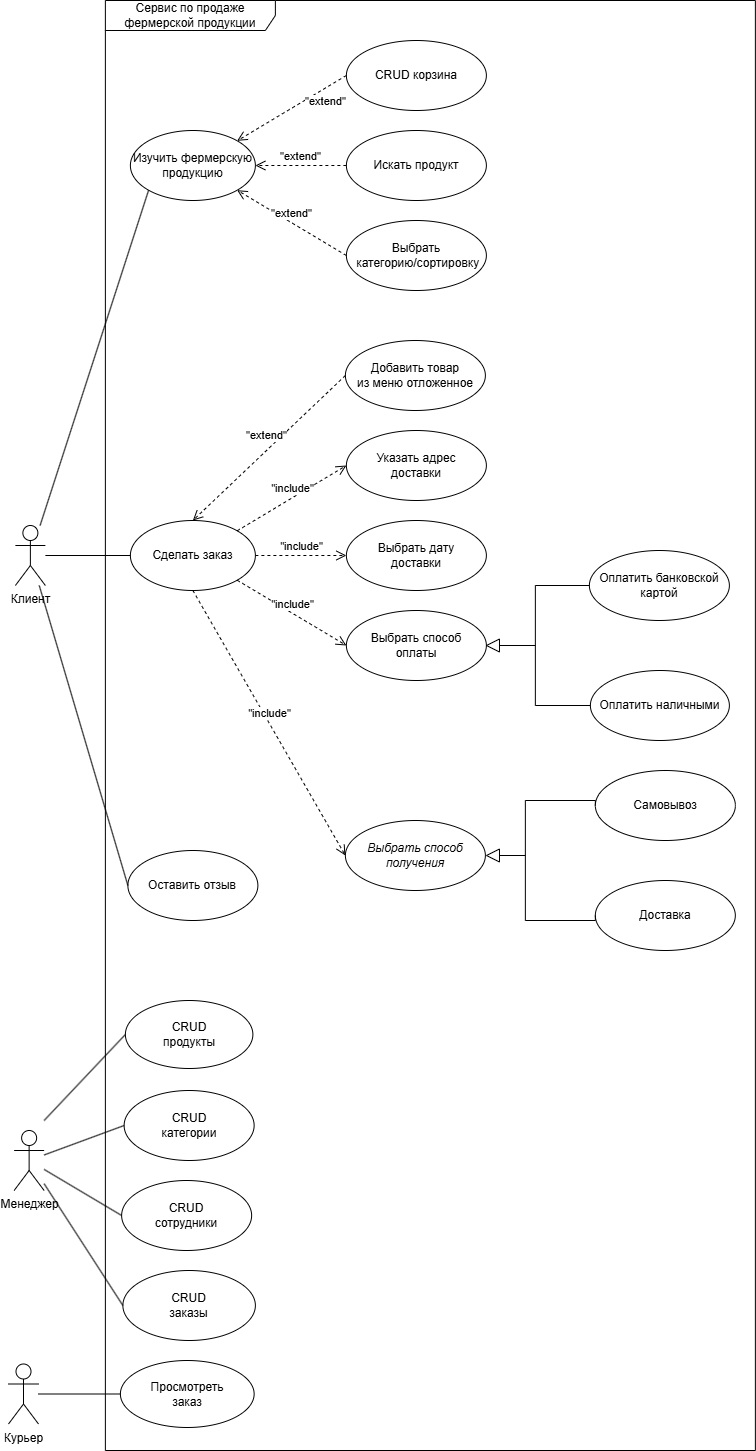 Сервис по продаже
фермерской продукции
CRUD корзина
"extend"
Изучить фермерскую
продукцию
"extend"
Искать продукт
"extend"
Выбрать
категорию/сортировку
Добавить товар
из меню отложенное
"extend"
Указать адрес
доставки
"include"
Клиент
Сделать заказ
"include"
Выбрать дату
доставки
Оплатить банковской
картой
"include"
Выбрать способ
оплаты
Оплатить наличными
"include"
Самовывоз
Выбрать способ
получения
Оставить отзыв
Доставка
CRUD
продукты
CRUD
категории
Менеджер
CRUD
сотрудники
CRUD
заказы
Просмотреть
заказ
Курьер